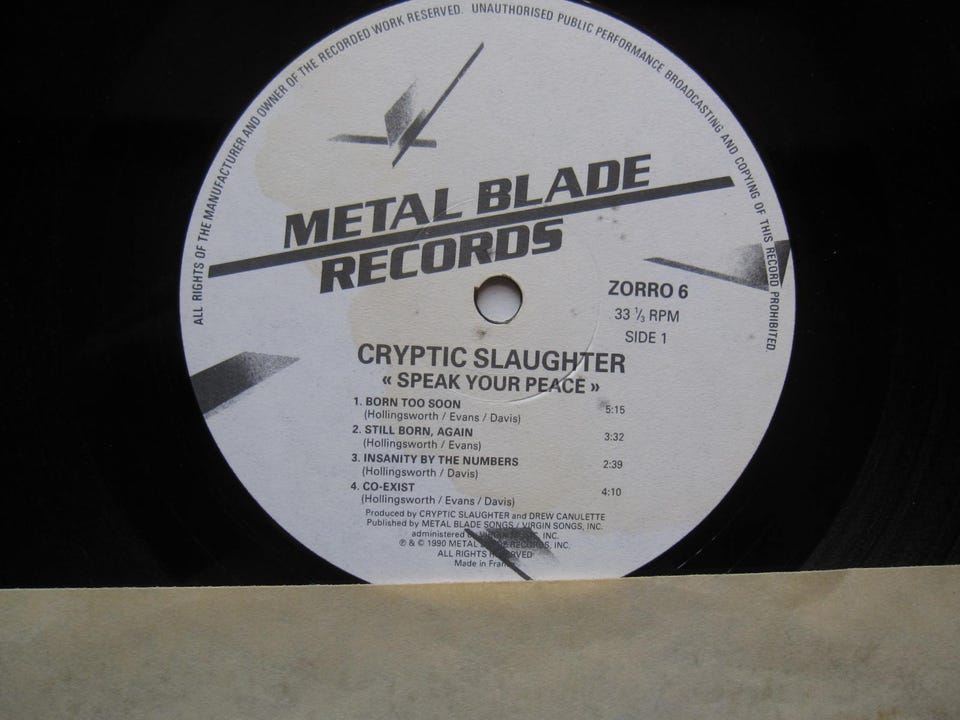 ALL RIGHTS OF THE MANUFACTURER AND OWNER OF THE RECORDED WORK RESERVED. UNAUTHORISED PUBLIC PERFORMANCE BROADCASTING AND COPYING OF THIS RECORD PROHIBITED.
METAL BLADE
RECORDS
ZORRO 6
33 ⅓ RPM
SIDE 1
CRYPTIC SLAUGHTER
« SPEAK YOUR PEACE »
1. BORN TOO SOON 5:15
(Hollingsworth / Evans / Davis)
2. STILL BORN, AGAIN 3:32
(Hollingsworth / Evans)
3. INSANITY BY THE NUMBERS 2:39
(Hollingsworth / Davis)
4. CO-EXIST 4:10
(Hollingsworth / Evans / Davis)
Produced by CRYPTIC SLAUGHTER and DREW CANULETTE
Published by METAL BLADE SONGS / VIRGIN SONGS, INC.
administered INC.
℗ & © 1990 METAL BLADE RECORDS, INC.
ALL RIGHTS RESERVED
Made in France